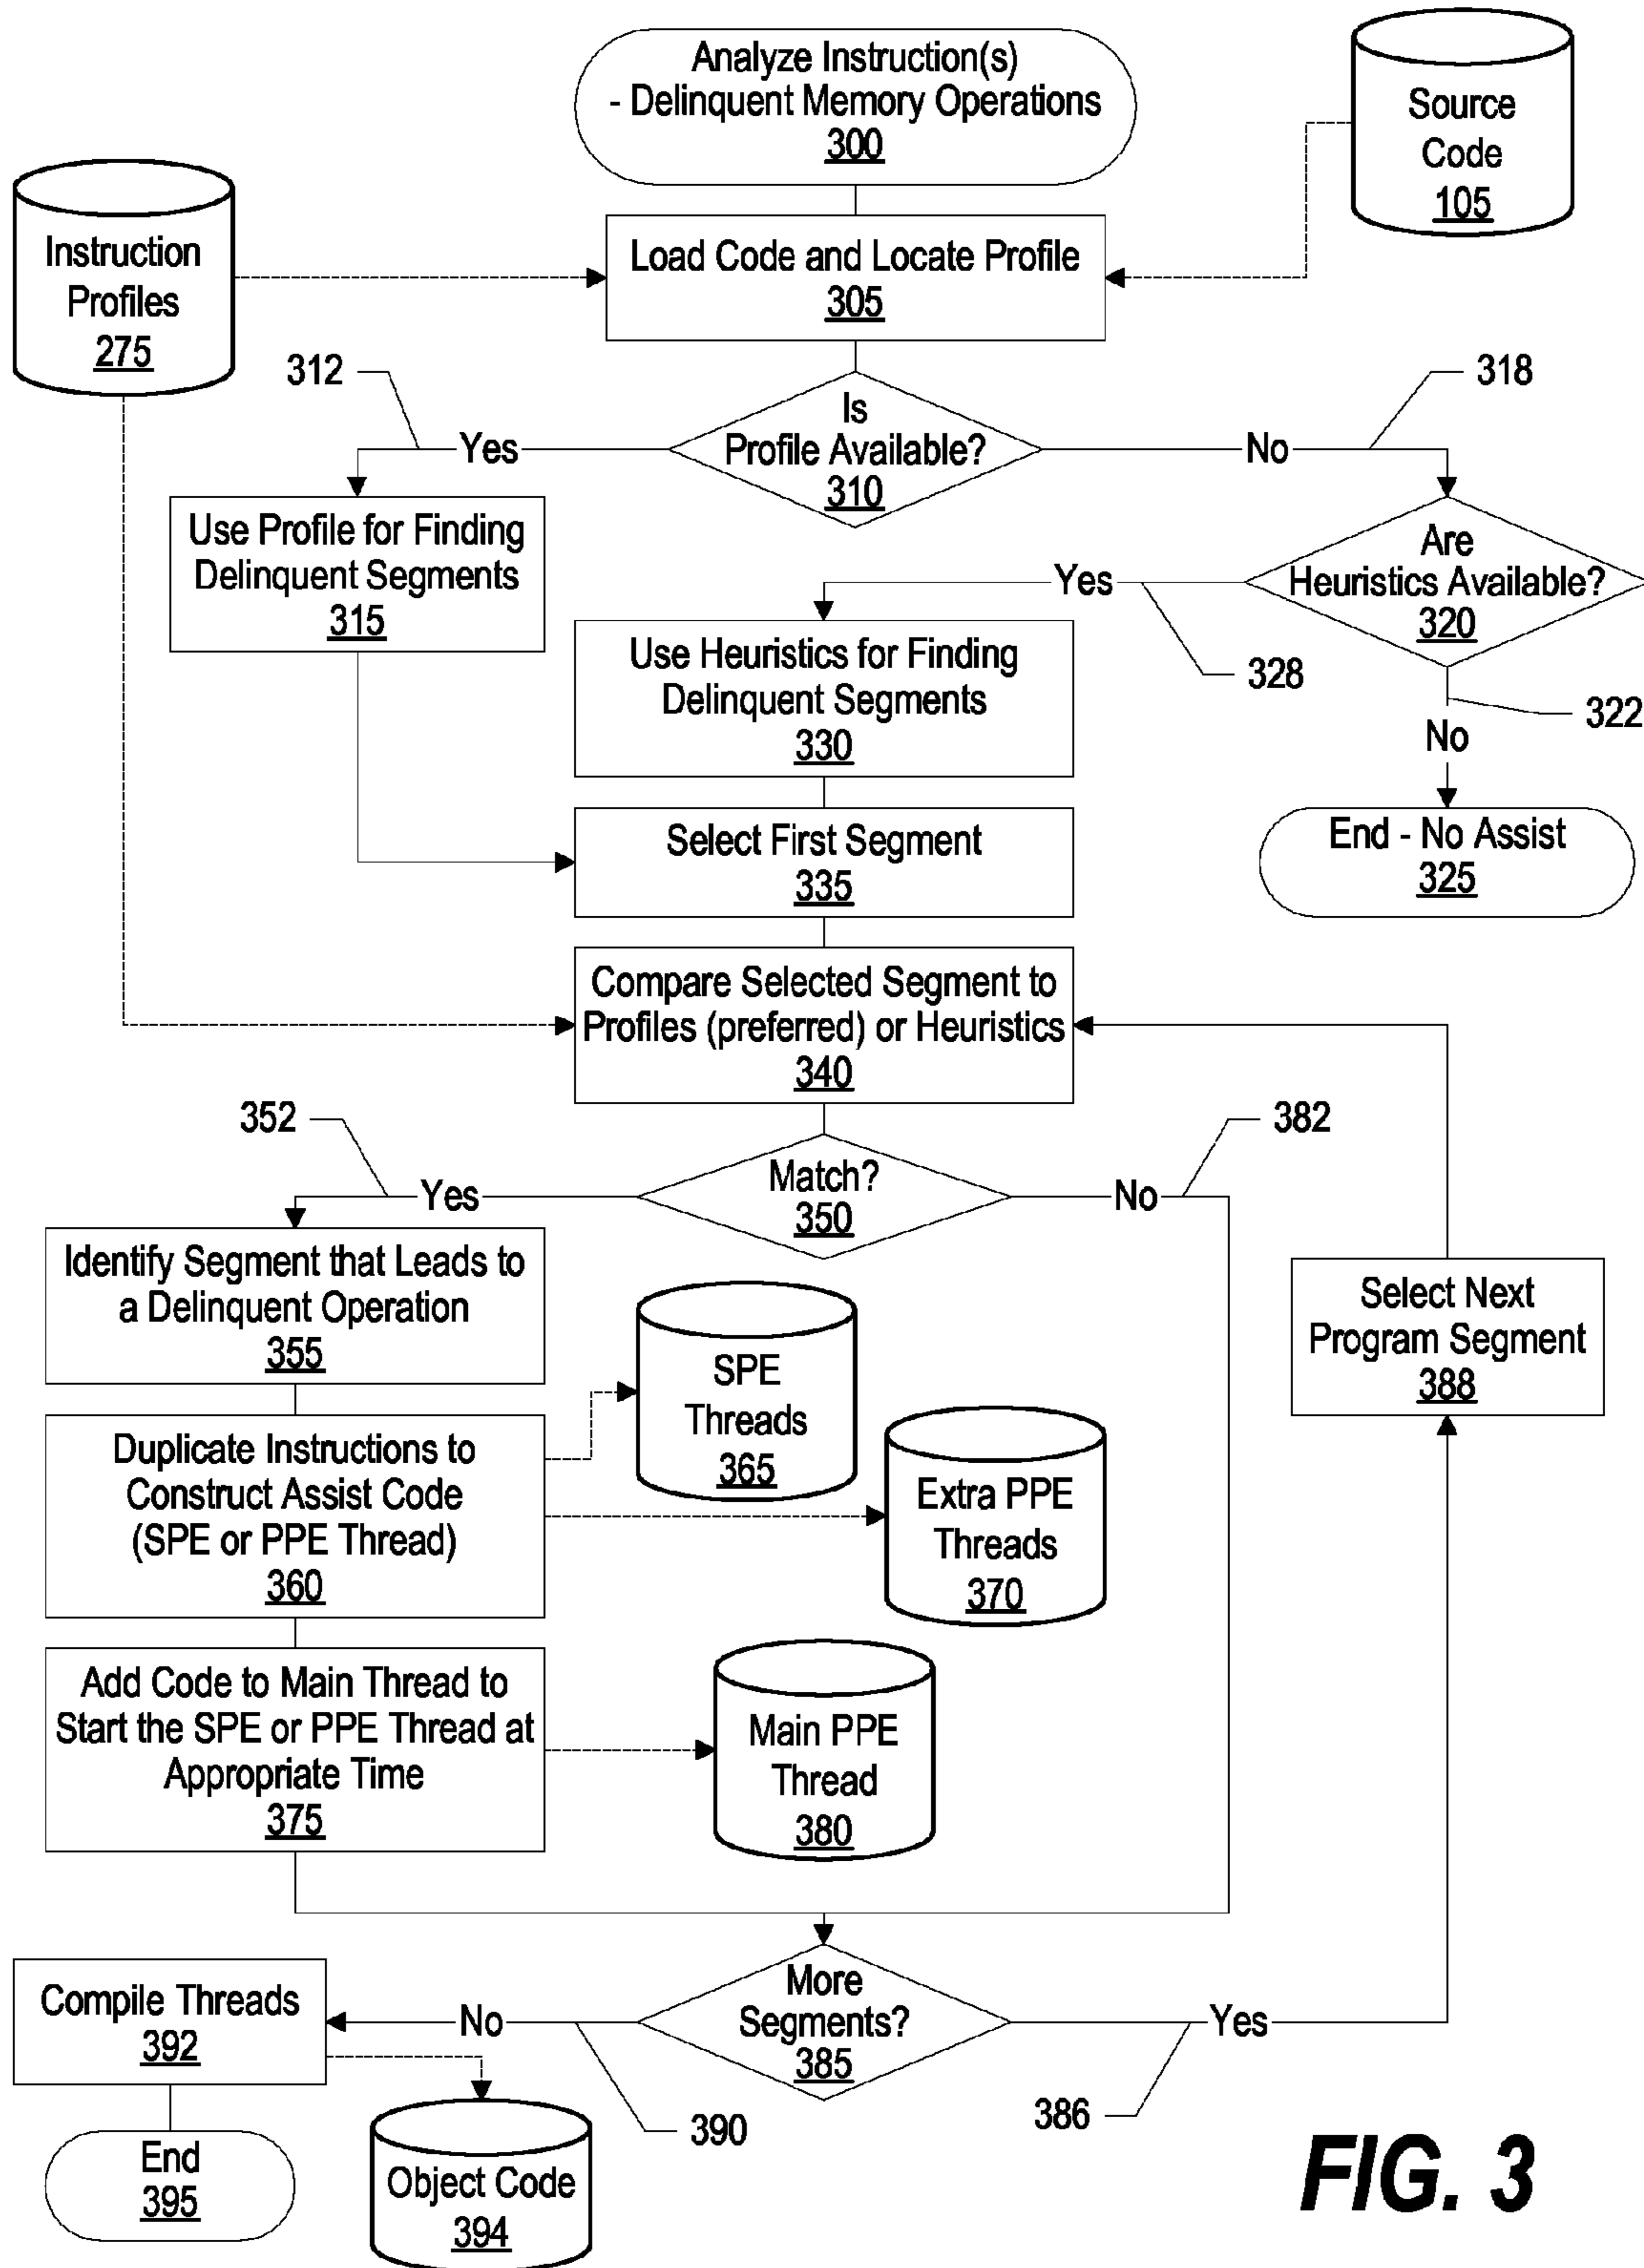 Analyze Instruction(s)
- Delinquent Memory Operations
300
Source
Code
105
Instruction
Profiles
275
Load Code and Locate Profile
305
312
318
Is
Profile Available?
310
Yes
No
Use Profile for Finding
Delinquent Segments
315
Are
Heuristics Available?
320
Yes
328
322
No
Use Heuristics for Finding
Delinquent Segments
330
End - No Assist
325
Select First Segment
335
Compare Selected Segment to
Profiles (preferred) or Heuristics
340
352
382
Match?
350
Yes
No
Identify Segment that Leads to
a Delinquent Operation
355
SPE
Threads
365
Select Next
Program Segment
388
Duplicate Instructions to
Construct Assist Code
(SPE or PPE Thread)
360
Extra PPE
Threads
370
Add Code to Main Thread to
Start the SPE or PPE Thread at
Appropriate Time
375
Main PPE
Thread
380
More
Segments?
385
No
Yes
Compile Threads
392
390
386
End
395
Object Code
394
FIG. 3